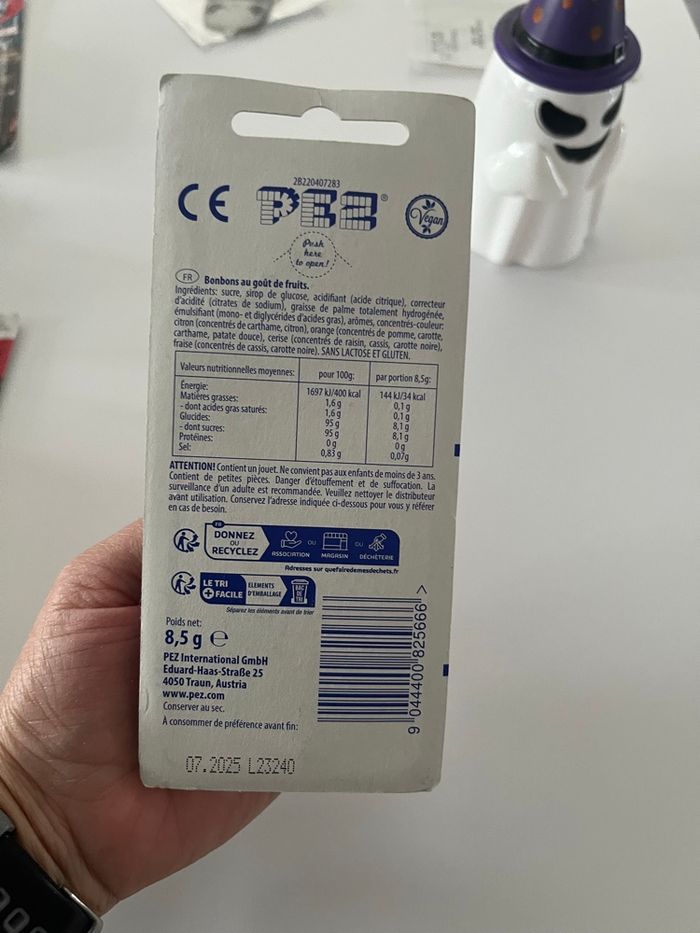 2B220407283
CE PEZ® Vegan
Push
here
to open!
FR Bonbons au goût de fruits.
Ingrédients: sucre, sirop de glucose, acidifiant (acide citrique), correcteur
d'acidité (citrates de sodium), graisse de palme totalement hydrogénée,
émulsifiant (mono- et diglycérides d'acides gras), arômes, concentrés-couleur:
citron (concentrés de carthame, citron), orange (concentrés de pomme, carotte,
carthame, patate douce), cerise (concentrés de raisin, cassis, carotte noire),
fraise (concentrés de cassis, carotte noire). SANS LACTOSE ET GLUTEN.
Valeurs nutritionnelles moyennes: pour 100g: par portion 8,5g:
Énergie: 1697 kJ/400 kcal 144 kJ/34 kcal
Matières grasses: 1,6 g 0,1 g
- dont acides gras saturés: 1,6 g 0,1 g
Glucides: 95 g 8,1 g
- dont sucres: 95 g 8,1 g
Protéines: 0 g 0 g
Sel: 0,83 g 0,07g
ATTENTION! Contient un jouet. Ne convient pas aux enfants de moins de 3 ans.
Contient de petites pièces. Danger d'étouffement et de suffocation. La
surveillance d'un adulte est recommandée. Veuillez nettoyer le distributeur
avant utilisation. Conservez l'adresse indiquée ci-dessous pour vous y référer
en cas de besoin.
FR
DONNEZ
OU
RECYCLEZ
ASSOCIATION OU MAGASIN OU DÉCHÈTERIE
Adresses sur quefairedemesdechets.fr
FR
LE TRI
+ FACILE
ELEMENTS
D'EMBALLAGE
BAC
DE
TRI
Séparez les éléments avant de trier
Poids net:
8,5 g e
PEZ International GmbH
Eduard-Haas-Straße 25
4050 Traun, Austria
www.pez.com
Conserver au sec.
À consommer de préférence avant fin:
07.2025 L23240
9 044400 825666 >